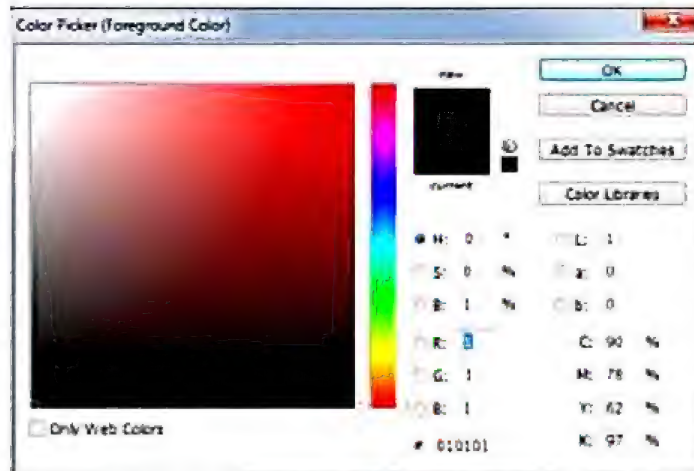 Color Picker (Foreground Color)
new
current
OK
Cancel
Add To Swatches
Color Libraries
H: 0 °
S: 0 %
B: 1 %
R:
G: 1
B: 1
# 010101
L: 1
a: 0
b: 0
C: 90 %
M: 78 %
Y: 62 %
K: 97 %
Only Web Colors